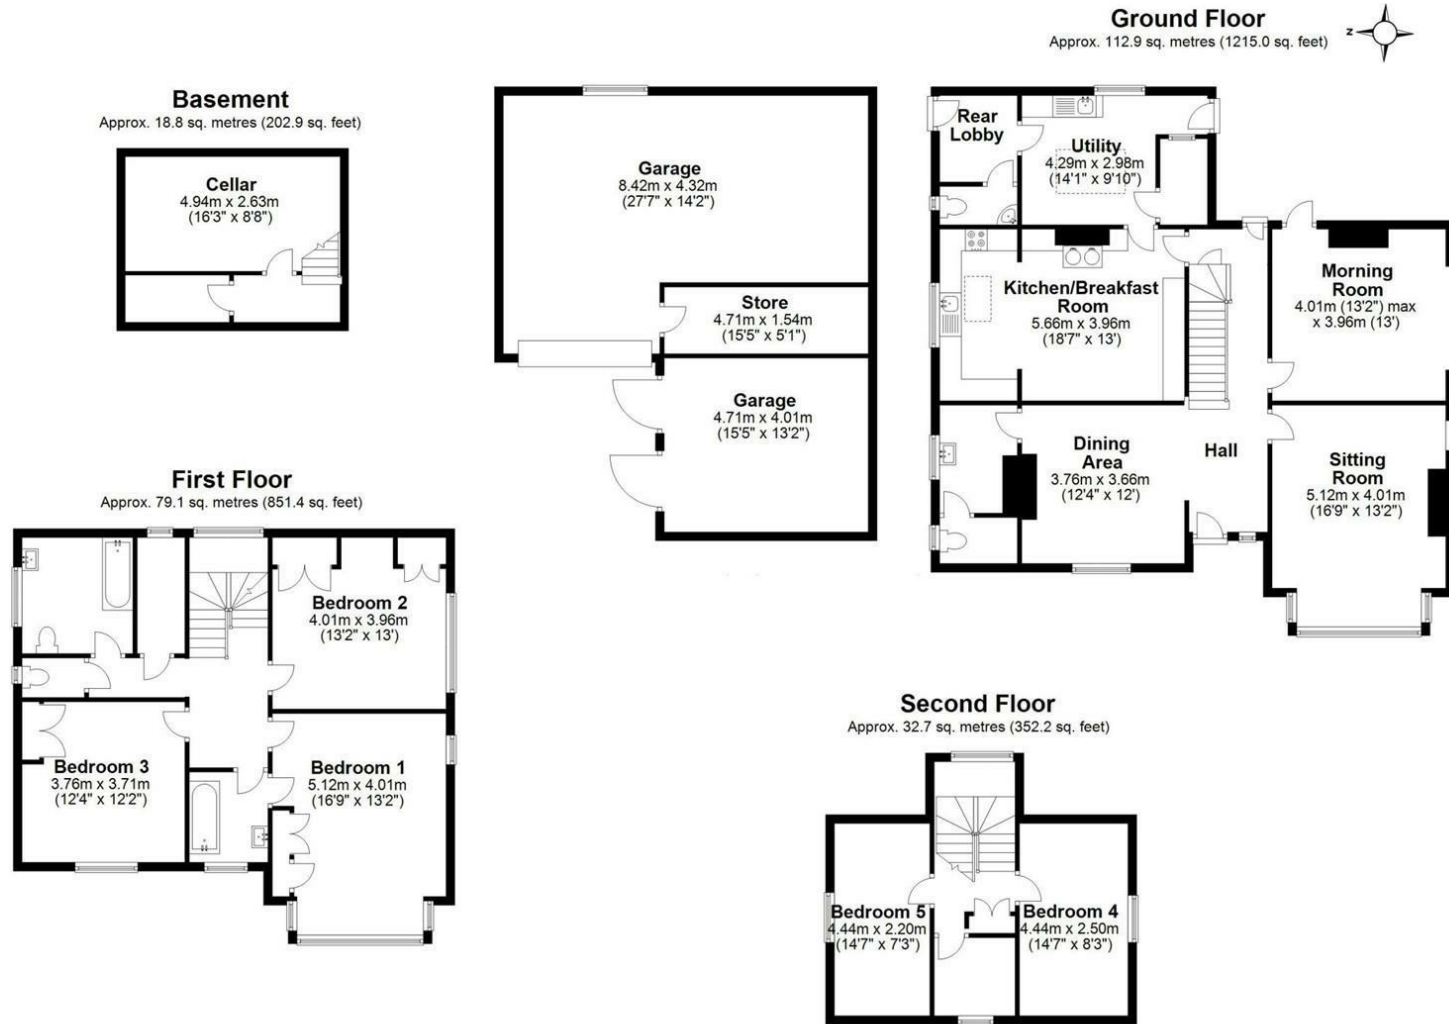 Ground Floor
Approx. 112.9 sq. metres (1215.0 sq. feet)
z
Rear
Lobby
Utility
4.29m x 2.98m
(14'1" x 9'10")
Kitchen/Breakfast
Room
5.66m x 3.96m
(18'7" x 13')
Morning
Room
4.01m (13'2") max
x 3.96m (13')
Dining
Area
3.76m x 3.66m
(12'4" x 12')
Hall
Sitting
Room
5.12m x 4.01m
(16'9" x 13'2")
Basement
Approx. 18.8 sq. metres (202.9 sq. feet)
Cellar
4.94m x 2.63m
(16'3" x 8'8")
Garage
8.42m x 4.32m
(27'7" x 14'2")
Store
4.71m x 1.54m
(15'5" x 5'1")
Garage
4.71m x 4.01m
(15'5" x 13'2")
First Floor
Approx. 79.1 sq. metres (851.4 sq. feet)
Bedroom 2
4.01m x 3.96m
(13'2" x 13')
Bedroom 3
3.76m x 3.71m
(12'4" x 12'2")
Bedroom 1
5.12m x 4.01m
(16'9" x 13'2")
Second Floor
Approx. 32.7 sq. metres (352.2 sq. feet)
Bedroom 5
4.44m x 2.20m
(14'7" x 7'3")
Bedroom 4
4.44m x 2.50m
(14'7" x 8'3")